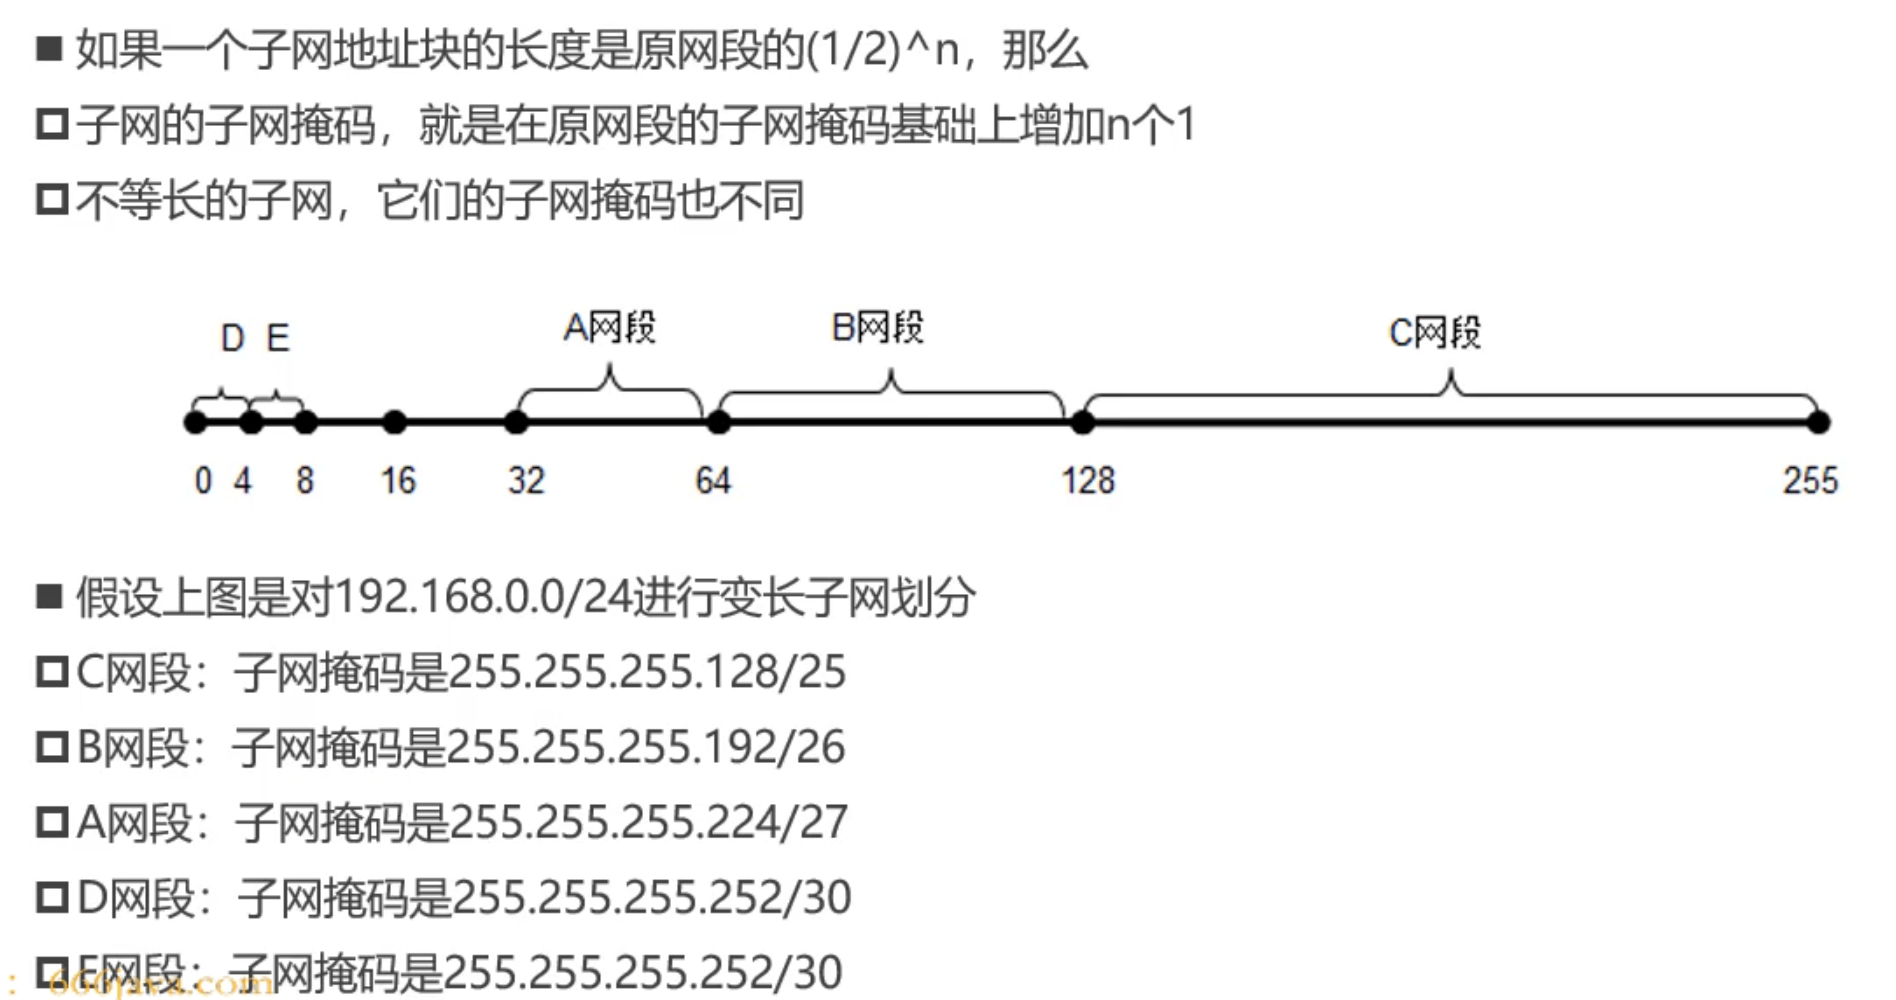 ■ 如果一个子网地址块的长度是原网段的(1/2)^n，那么
□ 子网的子网掩码，就是在原网段的子网掩码基础上增加n个1
□ 不等长的子网，它们的子网掩码也不同
D E A网段 B网段 C网段
0 4 8 16 32 64 128 255
■ 假设上图是对192.168.0.0/24进行变长子网划分
□ C网段：子网掩码是255.255.255.128/25
□ B网段：子网掩码是255.255.255.192/26
□ A网段：子网掩码是255.255.255.224/27
□ D网段：子网掩码是255.255.255.252/30
□ E网段：子网掩码是255.255.255.252/30
: 666java.com